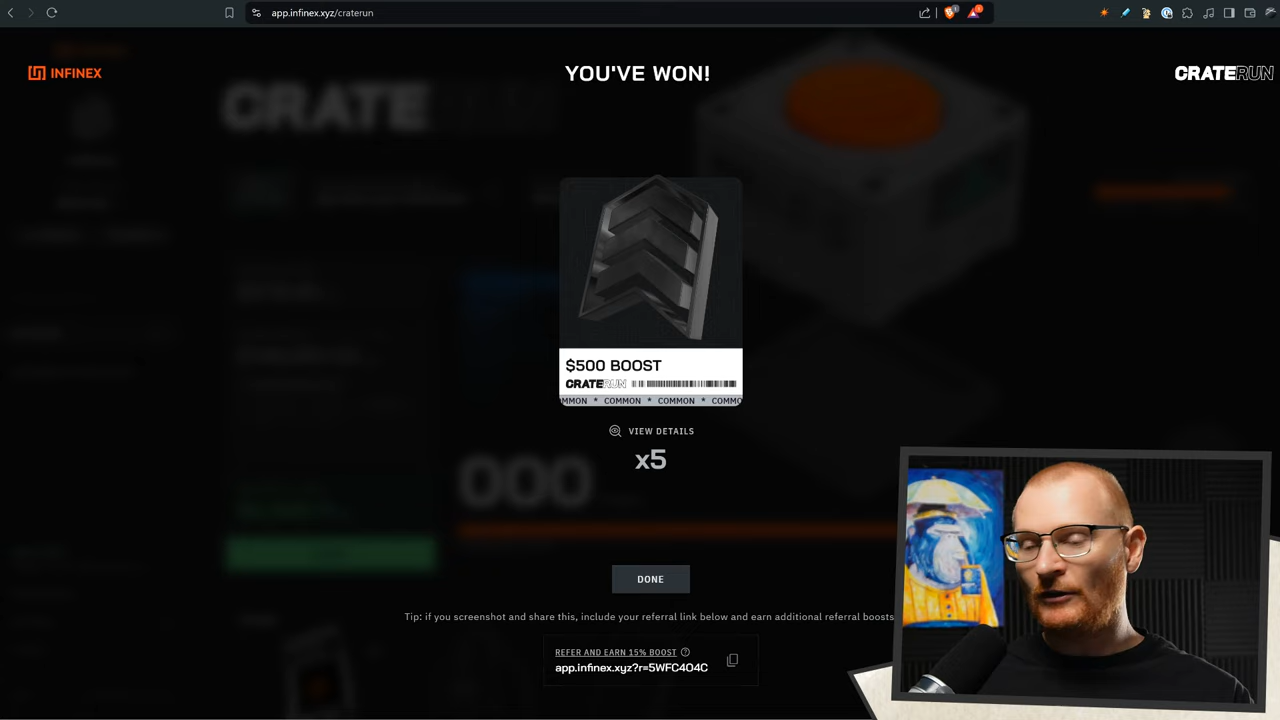 app.infinex.xyz/craterun
INFINEX
YOU'VE WON!
CRATERUN
CRATE
$500 BOOST
CRATERUN
MMON * COMMON * COMMON * COMMO
VIEW DETAILS
x5
000
DONE
Tip: if you screenshot and share this, include your referral link below and earn additional referral boosts
REFER AND EARN 15% BOOST
app.infinex.xyz?r=5WFC4O4C